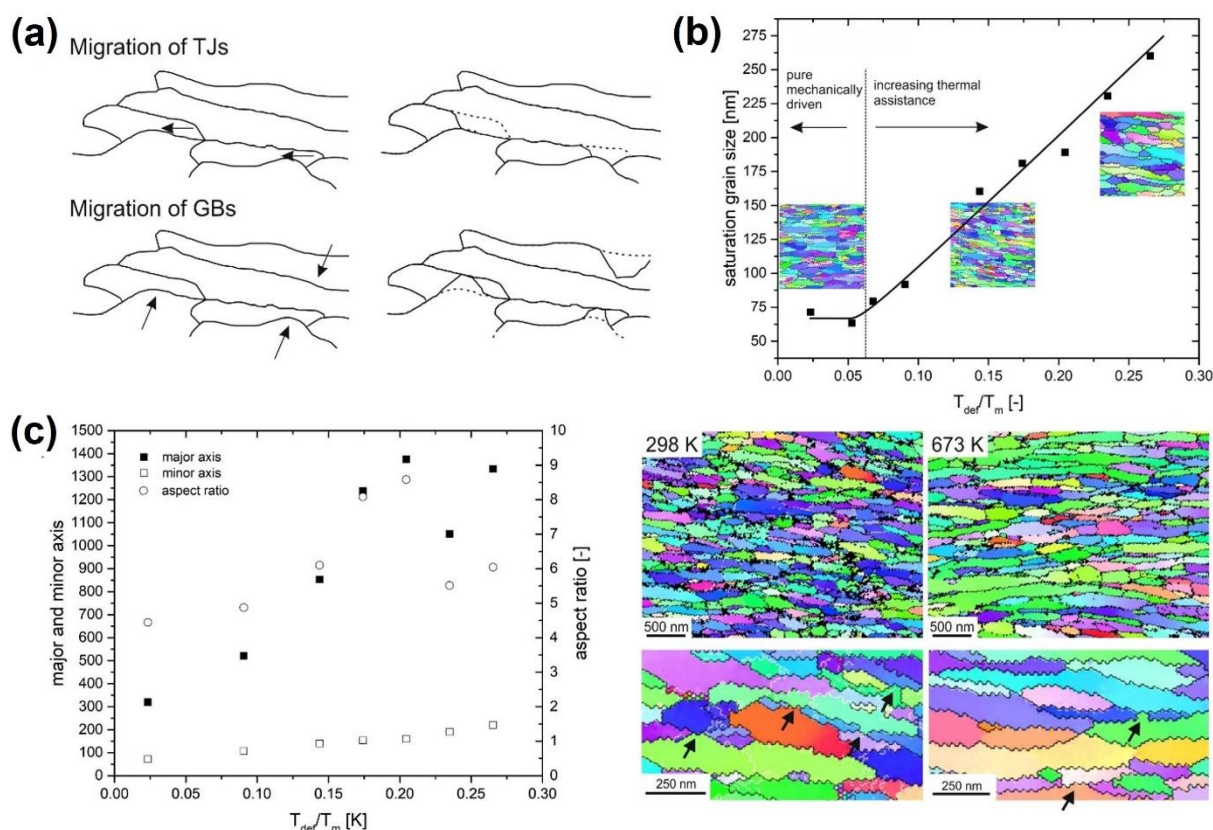 (a)
Migration of TJs
Migration of GBs
(b)
saturation grain size [nm]
275
250
225
200
175
150
125
100
75
50
pure
mechanically
driven
increasing thermal
assistance
0.00 0.05 0.10 0.15 0.20 0.25 0.30
T_def/T_m [-]
(c)
major and minor axis
1500
1400
1300
1200
1100
1000
900
800
700
600
500
400
300
200
100
0
major axis
minor axis
aspect ratio
10
9
8
7
6
5
4
3
2
1
0
aspect ratio [-]
0.00 0.05 0.10 0.15 0.20 0.25 0.30
T_def/T_m [K]
298 K
673 K
500 nm
500 nm
250 nm
250 nm